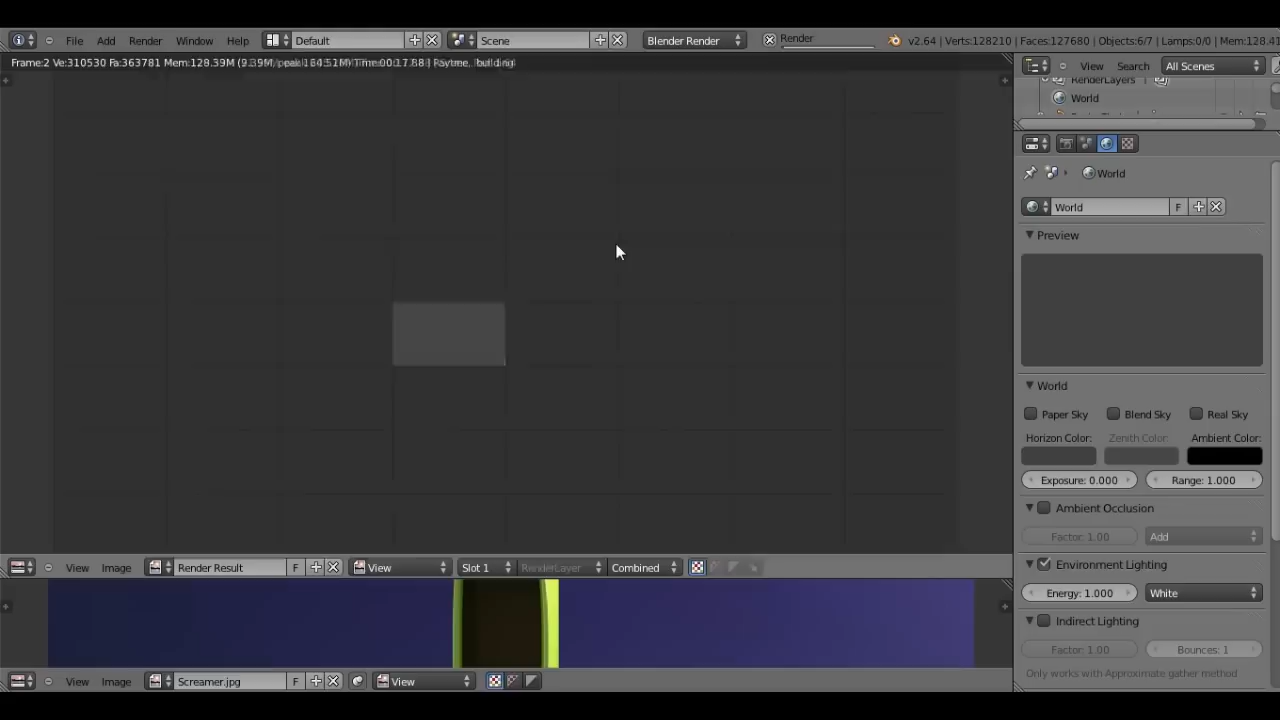 File Add Render Window Help Default Scene Blender Render Render v2.64 | Verts:128210 | Faces:127680 | Objects:6/7 | Lamps:0/0 | Mem:128.41
Frame:2 Ve:310530 Fa:363781 Mem:128.39M
View Search All Scenes
RenderLayers
World
World
World F
Preview
World
Paper Sky Blend Sky Real Sky
Horizon Color: Zenith Color: Ambient Color:
Exposure: 0.000 Range: 1.000
Ambient Occlusion
Factor: 1.00 Add
Environment Lighting
Energy: 1.000 White
Indirect Lighting
Factor: 1.00 Bounces: 1
Only works with Approximate gather method
View Image Render Result F View Slot 1 RenderLayer Combined
View Image Screamer.jpg F View